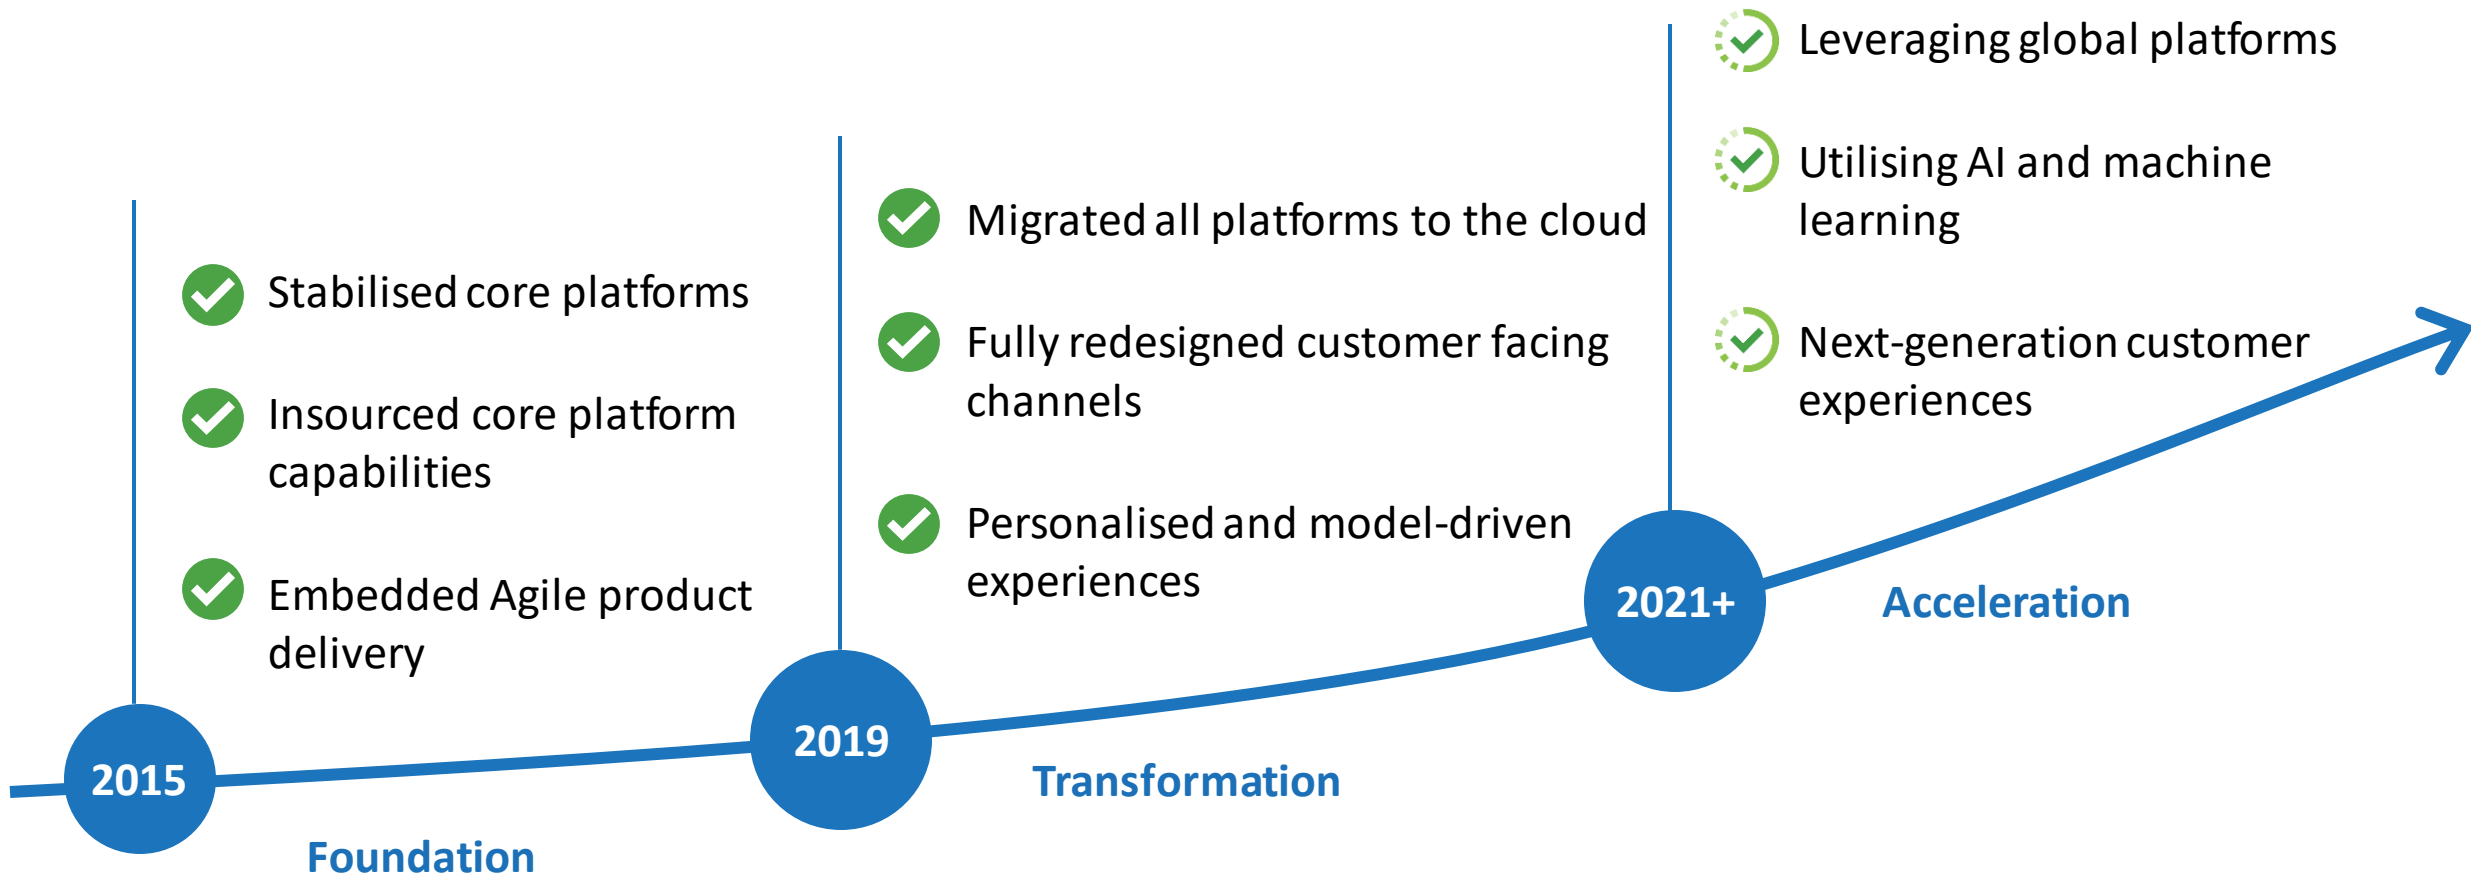 Stabilised core platforms
Insourced core platform
capabilities
Embedded Agile product
delivery
2015
Foundation
Migrated all platforms to the cloud
Fully redesigned customer facing
channels
Personalised and model-driven
experiences
2019
Transformation
Leveraging global platforms
Utilising AI and machine
learning
Next-generation customer
experiences
2021+
Acceleration